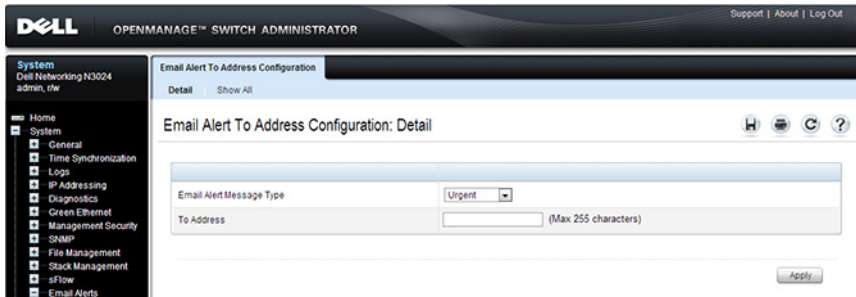 Support | About | Log Out
DELL OPENMANAGE™ SWITCH ADMINISTRATOR
System
Dell Networking N3024
admin, r/w
Home
System
General
Time Synchronization
Logs
IP Addressing
Diagnostics
Green Ethernet
Management Security
SNMP
File Management
Stack Management
sFlow
Email Alerts
Email Alert To Address Configuration
Detail Show All
Email Alert To Address Configuration: Detail
Email Alert Message Type Urgent
To Address (Max 255 characters)
Apply